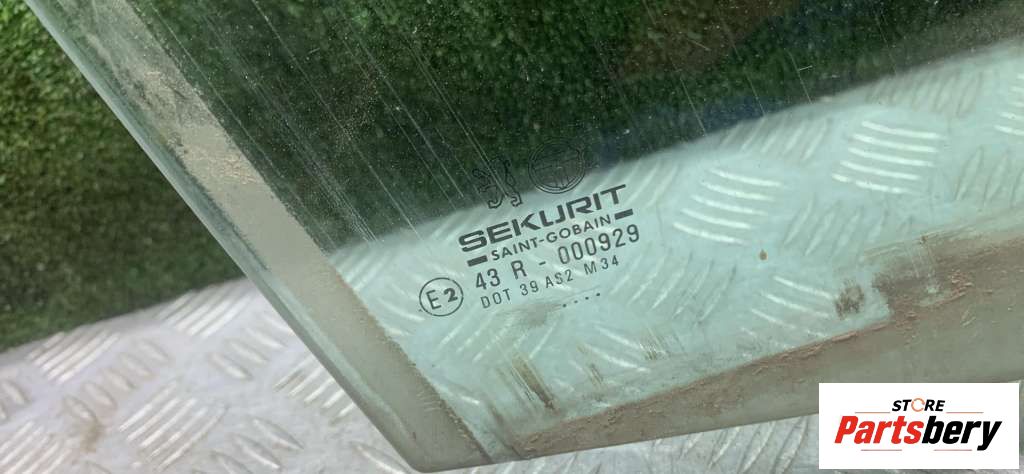 SEKURIT
SAINT-GOBAIN
E2 43 R - 000929
DOT 39 AS2 M34
....
STORE
Partsbery